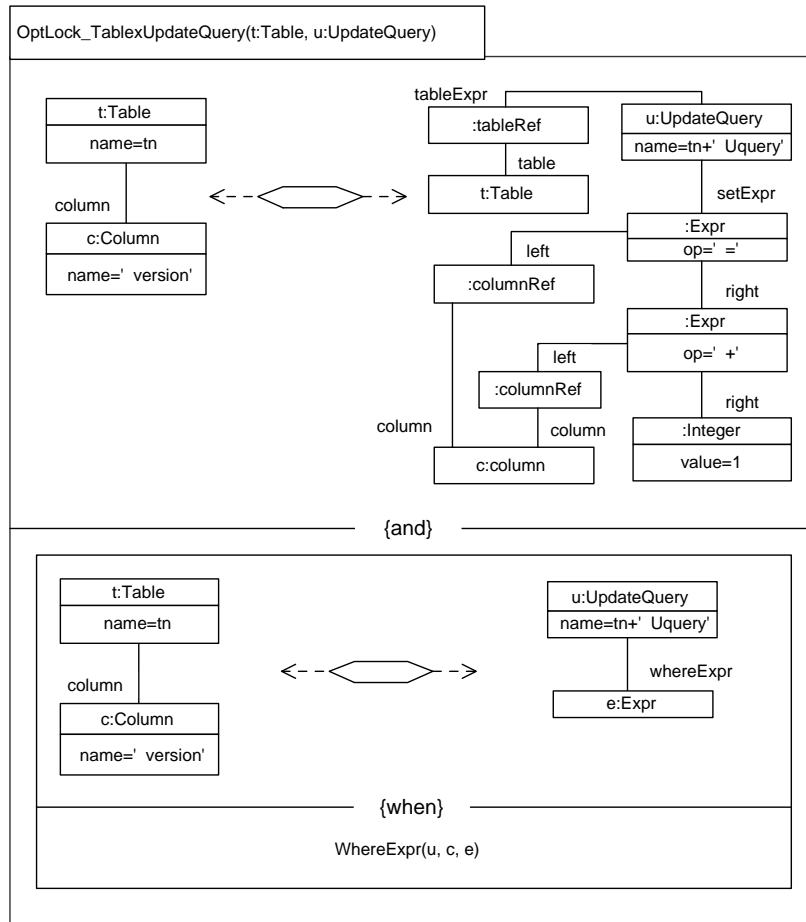 OptLock_TablexUpdateQuery(t:Table, u:UpdateQuery)
t:Table
name=tn
column
c:Column
name=' version'
tableExpr
:tableRef
table
t:Table
u:UpdateQuery
name=tn+' Uquery'
setExpr
:Expr
op=' ='
left
:columnRef
right
:Expr
op=' +'
left
:columnRef
right
column
column
:Integer
value=1
c:column
{and}
t:Table
name=tn
column
c:Column
name=' version'
u:UpdateQuery
name=tn+' Uquery'
whereExpr
e:Expr
{when}
WhereExpr(u, c, e)